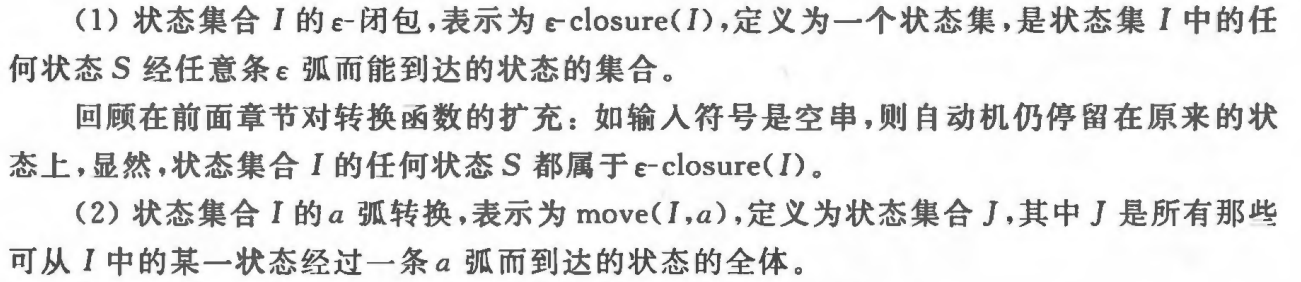 (1) 状态集合 I 的 ε-闭包,表示为 ε-closure(I),定义为一个状态集,是状态集 I 中的任
何状态 S 经任意条 ε 弧而能到达的状态的集合。
回顾在前面章节对转换函数的扩充：如输入符号是空串,则自动机仍停留在原来的状
态上,显然,状态集合 I 的任何状态 S 都属于 ε-closure(I)。
(2) 状态集合 I 的 a 弧转换,表示为 move(I,a),定义为状态集合 J,其中 J 是所有那些
可从 I 中的某一状态经过一条 a 弧而到达的状态的全体。